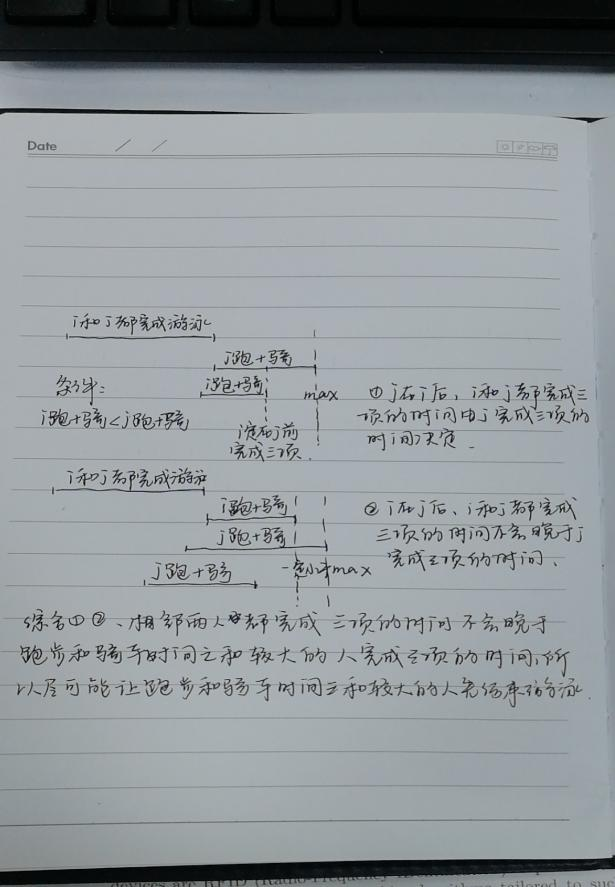 Date / /
i和j都完成游泳
j跑+骑
i跑+骑
条件:
i跑+骑<j跑+骑
max
i定在j前
完成三项.
①j在i后,i和j都完成三
项的时间由j完成三项的
时间决定.
i和j都完成游泳
i跑+骑
j跑+骑
j跑+骑
一定小于max
②i在j后、i和j都完成
三项的时间不会晚于j
完成三项的时间、
综合①②、相邻两人都完成三项的时间不会晚于
跑步和骑车时间之和较大的人完成三项的时间,所
以尽可能让跑步和骑车时间之和较大的人先结束游泳.
devices are RFID (Radio Frequency
tailored to